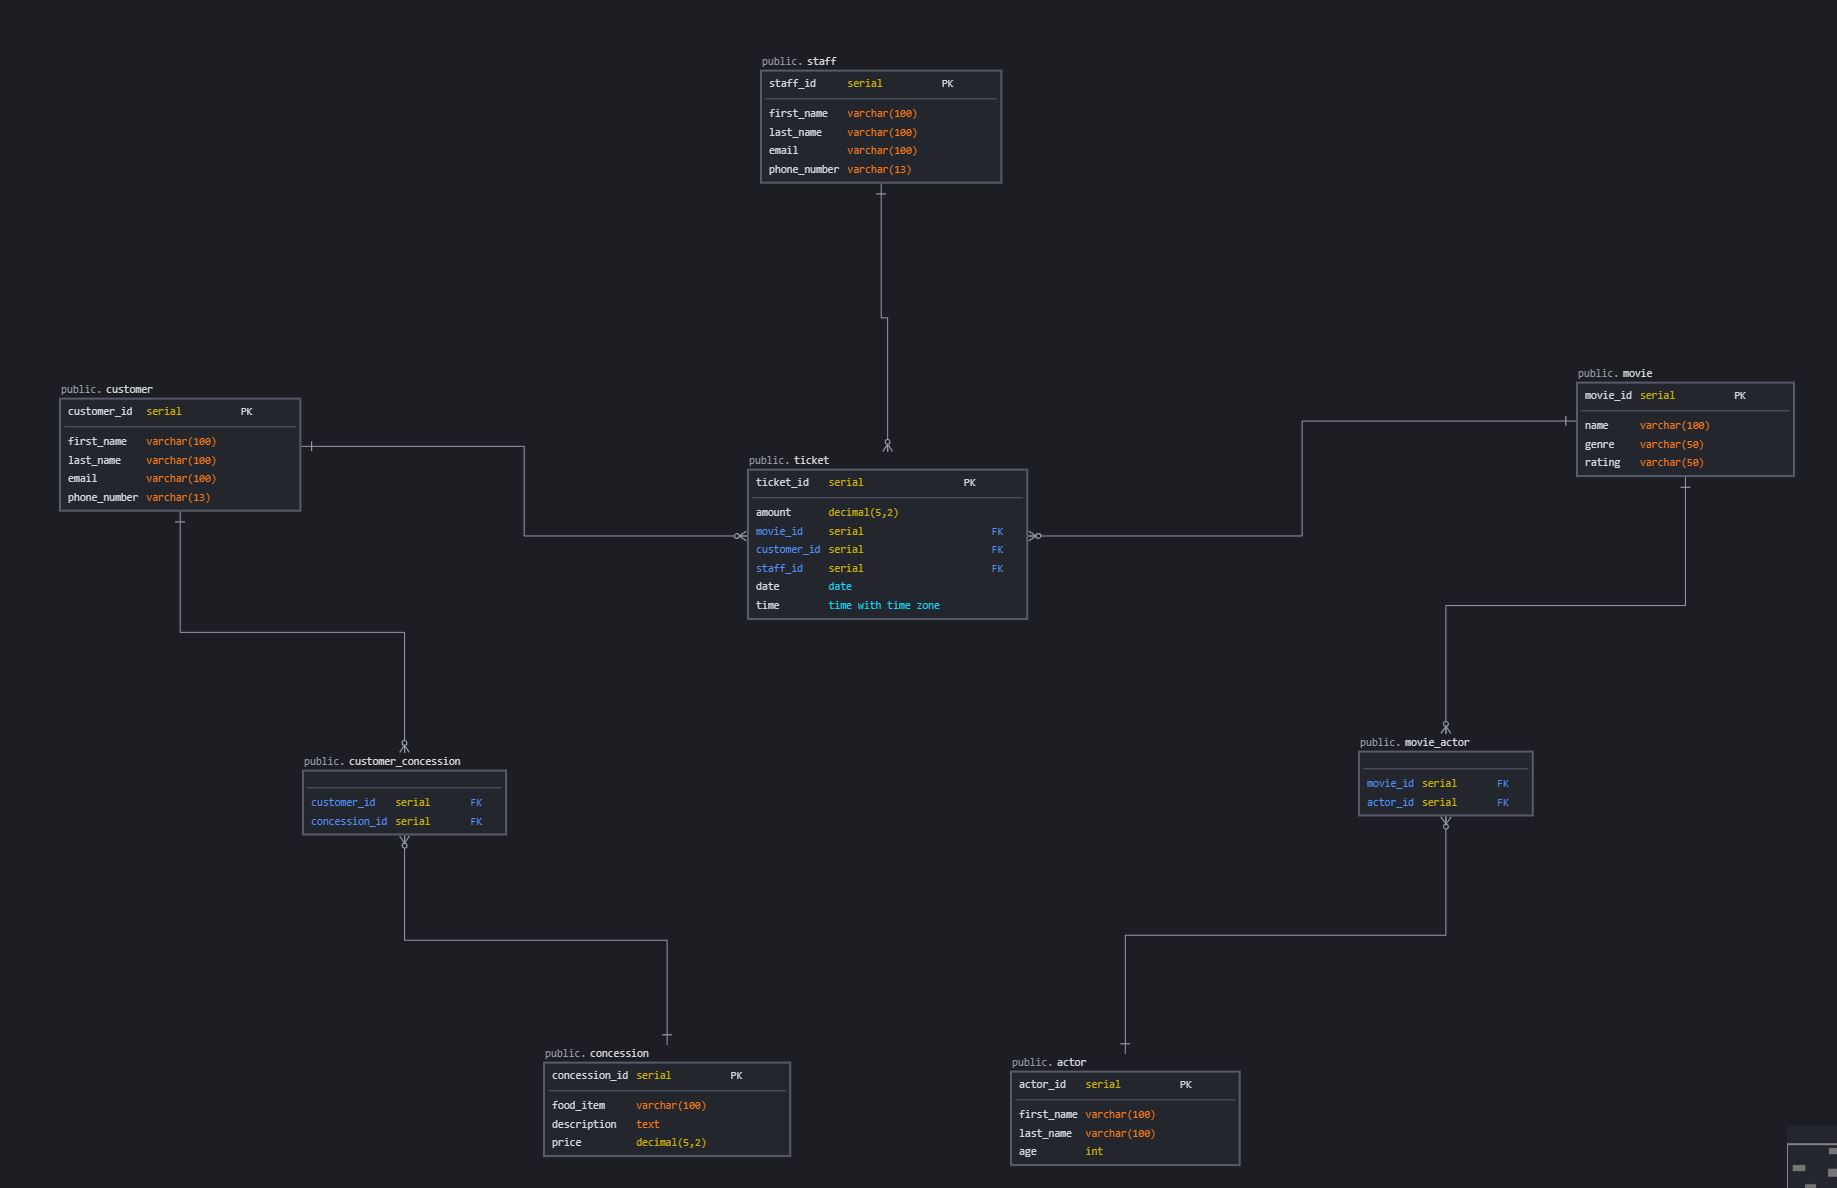 public. staff
staff_id serial PK
first_name varchar(100)
last_name varchar(100)
email varchar(100)
phone_number varchar(13)
public. customer
customer_id serial PK
first_name varchar(100)
last_name varchar(100)
email varchar(100)
phone_number varchar(13)
public. movie
movie_id serial PK
name varchar(100)
genre varchar(50)
rating varchar(50)
public. ticket
ticket_id serial PK
amount decimal(5,2)
movie_id serial FK
customer_id serial FK
staff_id serial FK
date date
time time with time zone
public. customer_concession
customer_id serial FK
concession_id serial FK
public. movie_actor
movie_id serial FK
actor_id serial FK
public. concession
concession_id serial PK
food_item varchar(100)
description text
price decimal(5,2)
public. actor
actor_id serial PK
first_name varchar(100)
last_name varchar(100)
age int